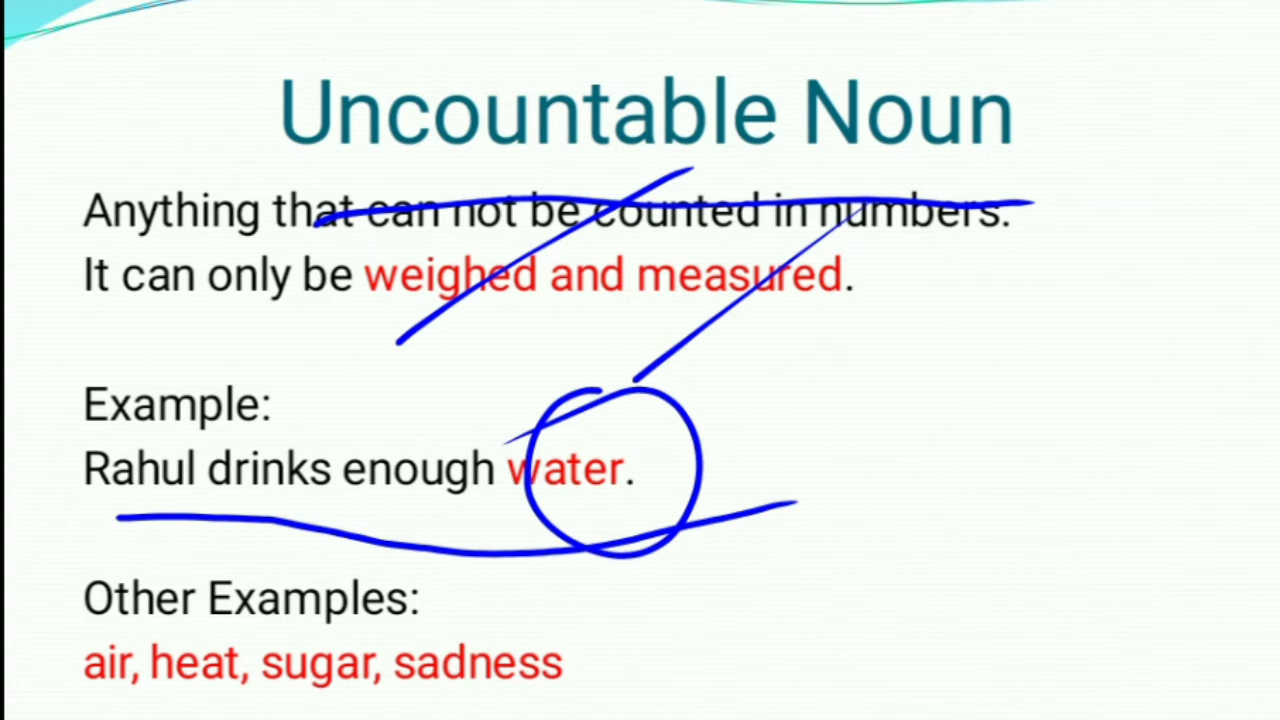 Uncountable Noun
Anything that can not be counted in numbers.
It can only be weighed and measured.
Example:
Rahul drinks enough water.
Other Examples:
air, heat, sugar, sadness